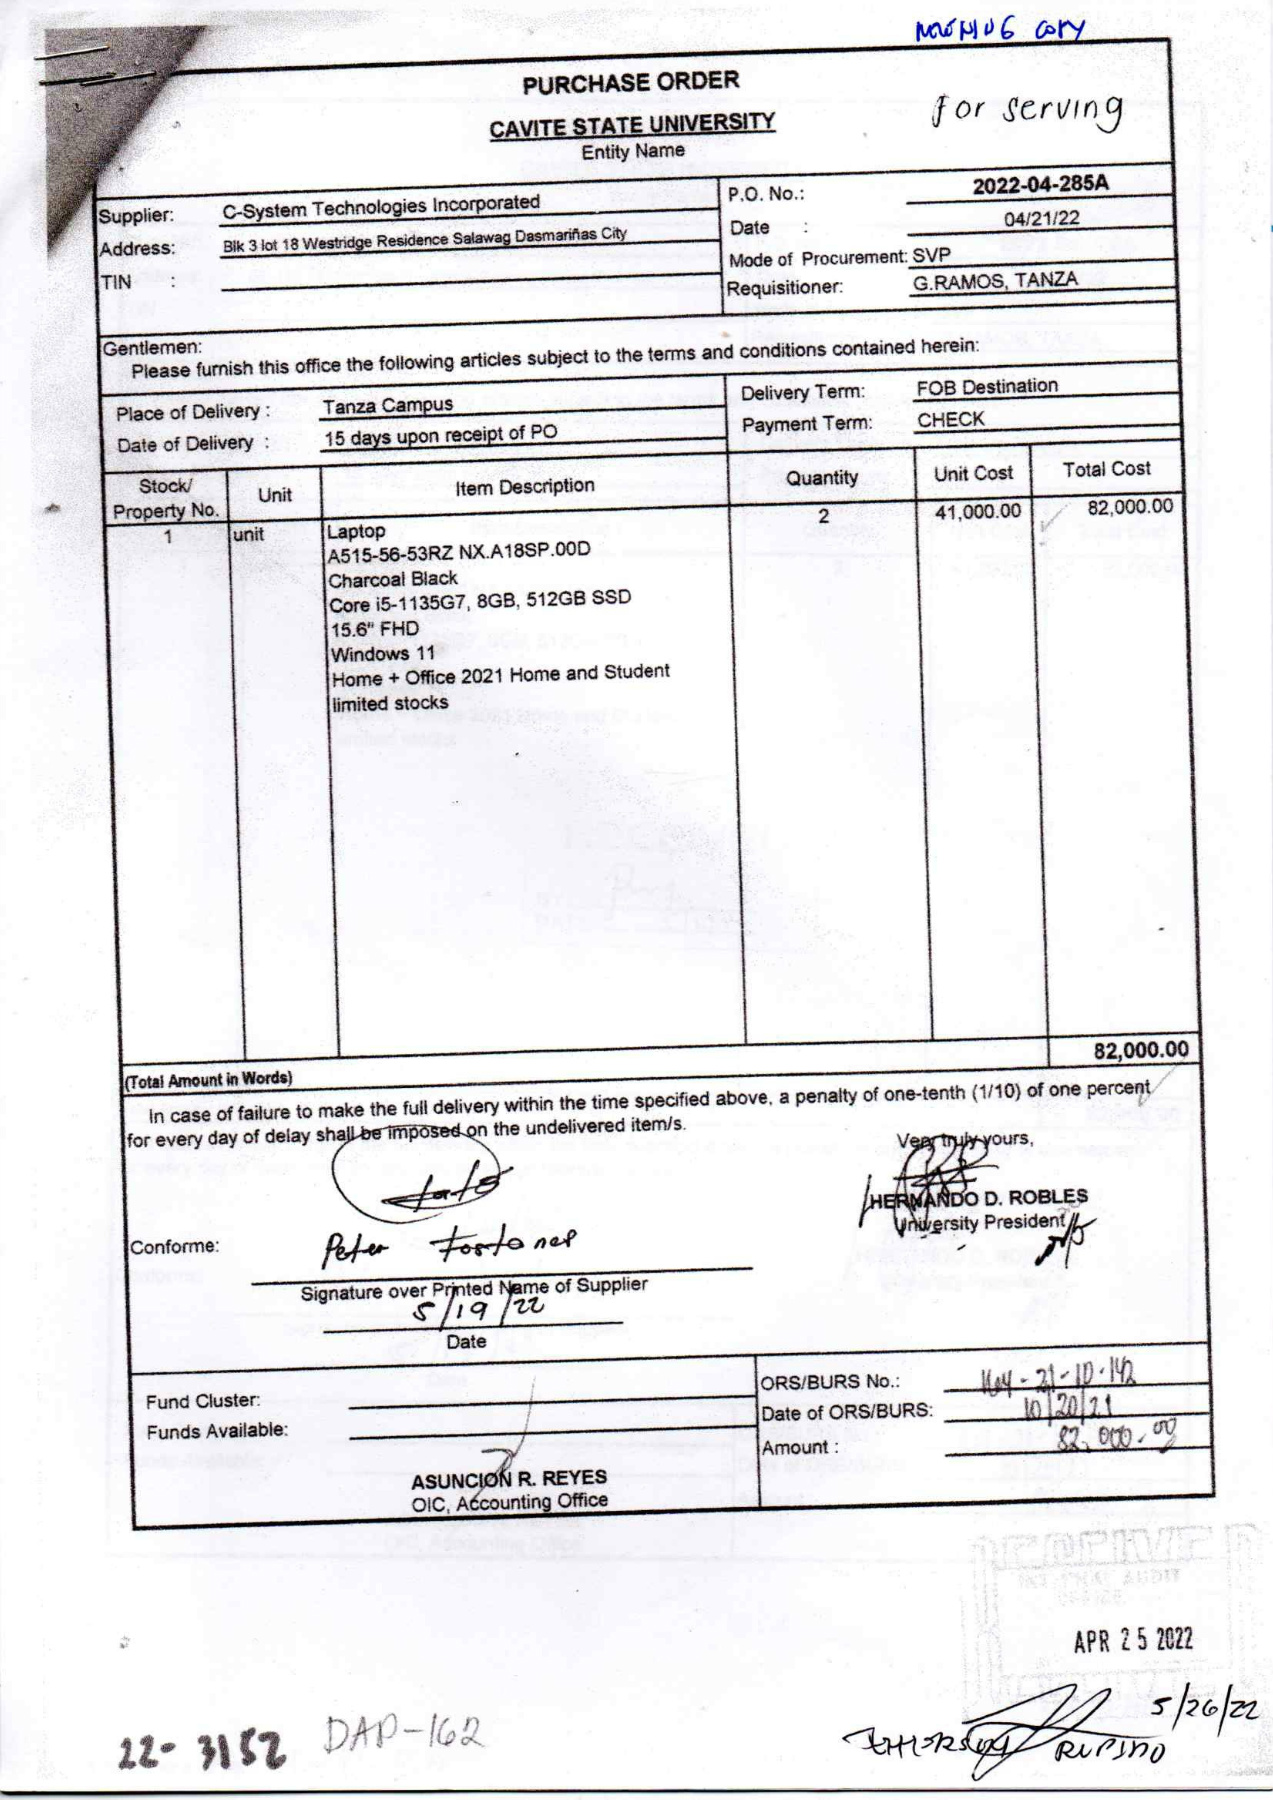 COPY
PURCHASE ORDER
for serving
CAVITE STATE UNIVERSITY
Entity Name
Supplier: C-System Technologies Incorporated
Address: Blk 3 lot 18 Westridge Residence Salawag Dasmariñas City
TIN :
P.O. No.: 2022-04-285A
Date : 04/21/22
Mode of Procurement: SVP
Requisitioner: G.RAMOS, TANZA
Gentlemen:
Please furnish this office the following articles subject to the terms and conditions contained herein:
Place of Delivery : Tanza Campus
Date of Delivery : 15 days upon receipt of PO
Delivery Term: FOB Destination
Payment Term: CHECK
Stock/ Property No. Unit Item Description Quantity Unit Cost Total Cost
1 unit Laptop 2 41,000.00 82,000.00
A515-56-53RZ NX.A18SP.00D
Charcoal Black
Core i5-1135G7, 8GB, 512GB SSD
15.6" FHD
Windows 11
Home + Office 2021 Home and Student
limited stocks
82,000.00
(Total Amount in Words)
In case of failure to make the full delivery within the time specified above, a penalty of one-tenth (1/10) of one percent
for every day of delay shall be imposed on the undelivered item/s.
Very truly yours,
HERNANDO D. ROBLES
University President
Conforme: Peter
Signature over Printed Name of Supplier
5/19/22
Date
Fund Cluster:
Funds Available:
ASUNCION R. REYES
OIC, Accounting Office
ORS/BURS No.: 164-21-10-142
Date of ORS/BURS: 10/20/21
Amount : 82,000.00
APR 25 2022
5/26/22
RUFINO
22-3152 DAP-162